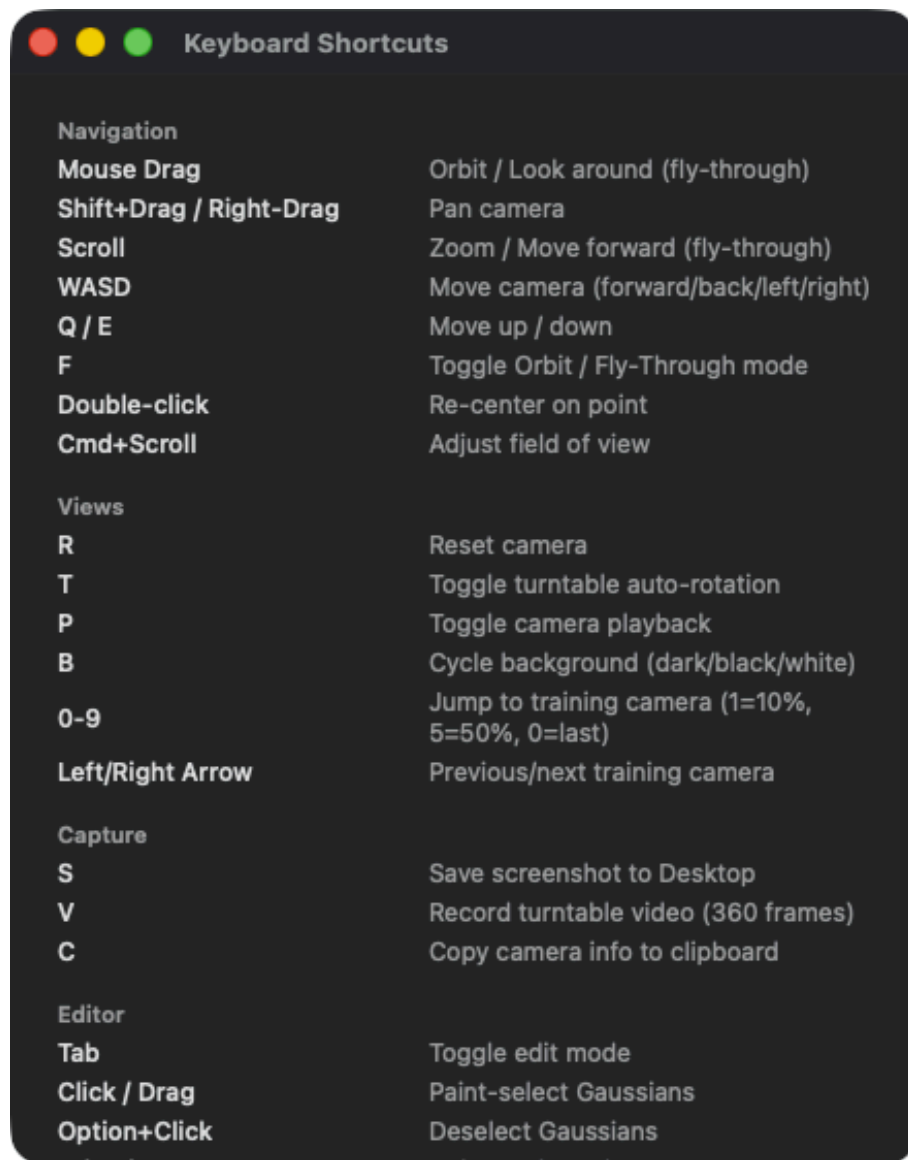 Keyboard Shortcuts
Navigation
Mouse Drag Orbit / Look around (fly-through)
Shift+Drag / Right-Drag Pan camera
Scroll Zoom / Move forward (fly-through)
WASD Move camera (forward/back/left/right)
Q / E Move up / down
F Toggle Orbit / Fly-Through mode
Double-click Re-center on point
Cmd+Scroll Adjust field of view
Views
R Reset camera
T Toggle turntable auto-rotation
P Toggle camera playback
B Cycle background (dark/black/white)
0-9 Jump to training camera (1=10%,
5=50%, 0=last)
Left/Right Arrow Previous/next training camera
Capture
S Save screenshot to Desktop
V Record turntable video (360 frames)
C Copy camera info to clipboard
Editor
Tab Toggle edit mode
Click / Drag Paint-select Gaussians
Option+Click Deselect Gaussians